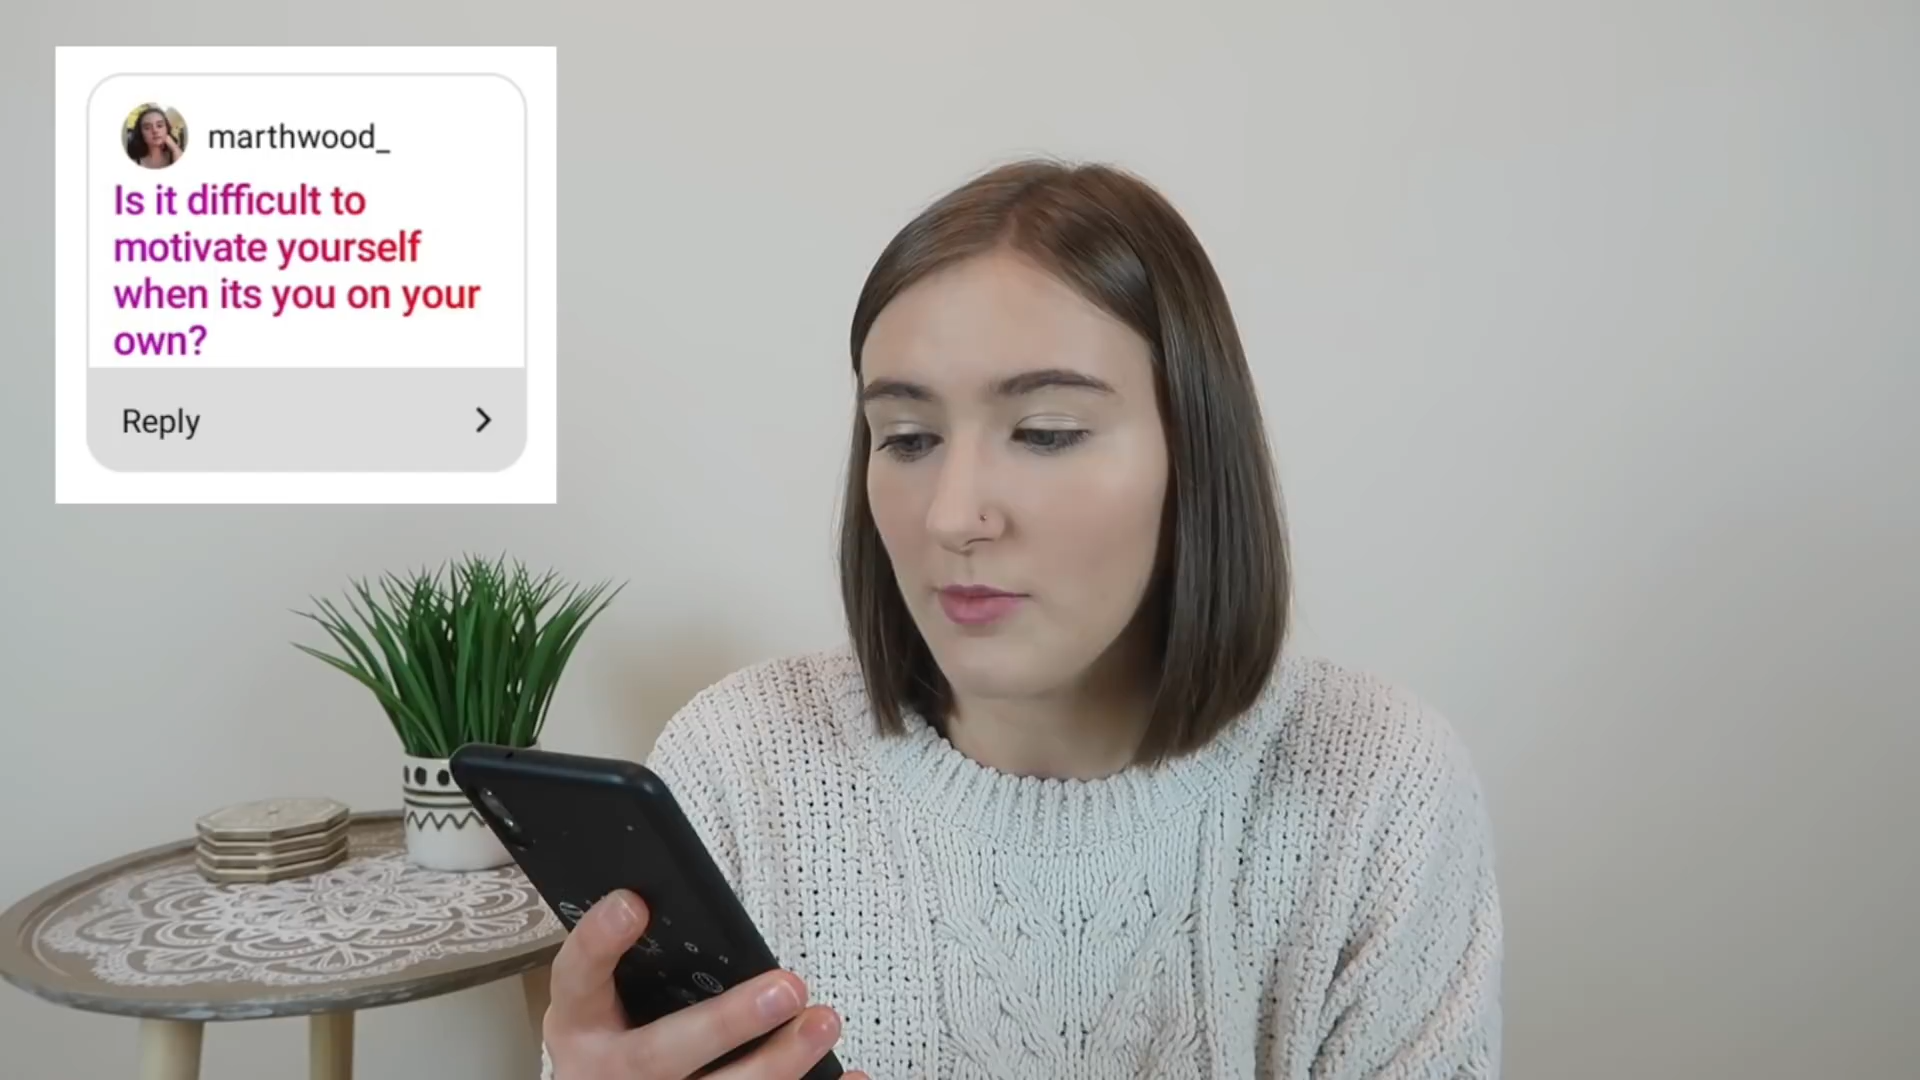 marthwood_
Is it difficult to
motivate yourself
when its you on your
own?
Reply